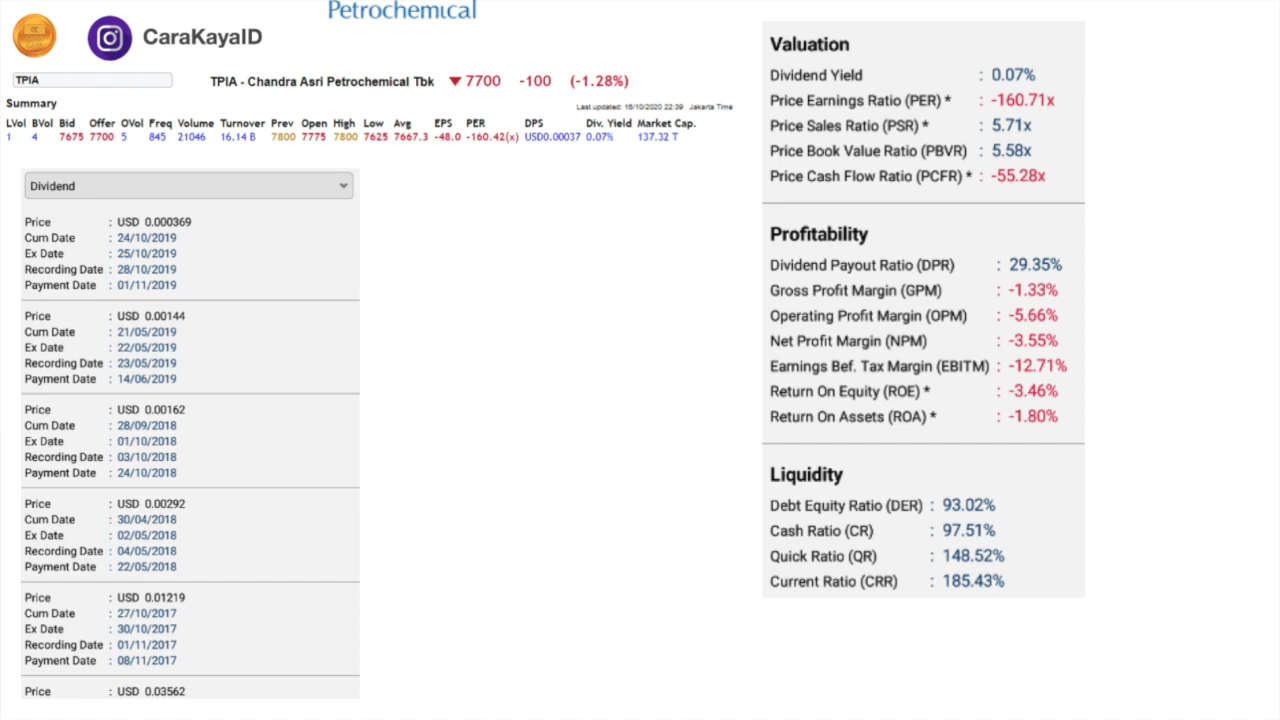 Petrochemical
CaraKayaID
TPIA
TPIA - Chandra Asri Petrochemical Tbk ▼ 7700 -100 (-1.28%)
Summary
Last updated: 16/10/2020 22:39 Jakarta Time
LVol BVol Bid Offer OVol Freq Volume Turnover Prev Open High Low Avg EPS PER DPS Div. Yield Market Cap.
1 4 7675 7700 5 845 21046 16.14 B 7800 7775 7800 7625 7667.3 -48.0 -160.42(x) USD0.00037 0.07% 137.32 T
Dividend
Price : USD 0.000369
Cum Date : 24/10/2019
Ex Date : 25/10/2019
Recording Date : 28/10/2019
Payment Date : 01/11/2019
Price : USD 0.00144
Cum Date : 21/05/2019
Ex Date : 22/05/2019
Recording Date : 23/05/2019
Payment Date : 14/06/2019
Price : USD 0.00162
Cum Date : 28/09/2018
Ex Date : 01/10/2018
Recording Date : 03/10/2018
Payment Date : 24/10/2018
Price : USD 0.00292
Cum Date : 30/04/2018
Ex Date : 02/05/2018
Recording Date : 04/05/2018
Payment Date : 22/05/2018
Price : USD 0.01219
Cum Date : 27/10/2017
Ex Date : 30/10/2017
Recording Date : 01/11/2017
Payment Date : 08/11/2017
Price : USD 0.03562
Valuation
Dividend Yield : 0.07%
Price Earnings Ratio (PER) * : -160.71x
Price Sales Ratio (PSR) * : 5.71x
Price Book Value Ratio (PBVR) : 5.58x
Price Cash Flow Ratio (PCFR) * : -55.28x
Profitability
Dividend Payout Ratio (DPR) : 29.35%
Gross Profit Margin (GPM) : -1.33%
Operating Profit Margin (OPM) : -5.66%
Net Profit Margin (NPM) : -3.55%
Earnings Bef. Tax Margin (EBITM) : -12.71%
Return On Equity (ROE) * : -3.46%
Return On Assets (ROA) * : -1.80%
Liquidity
Debt Equity Ratio (DER) : 93.02%
Cash Ratio (CR) : 97.51%
Quick Ratio (QR) : 148.52%
Current Ratio (CRR) : 185.43%